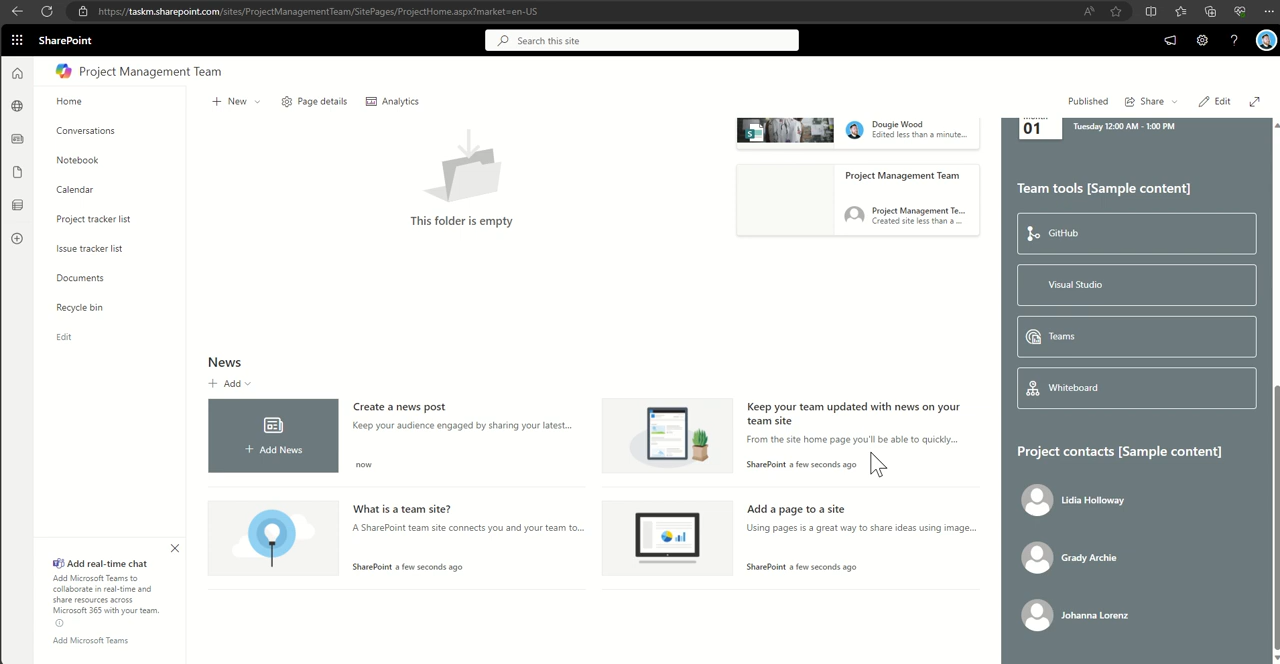 https://taskm.sharepoint.com/sites/ProjectManagementTeam/SitePages/ProjectHome.aspx?market=en-US
SharePoint
Search this site
Project Management Team
Home
Conversations
Notebook
Calendar
Project tracker list
Issue tracker list
Documents
Recycle bin
Edit
Add real-time chat
Add Microsoft Teams to
collaborate in real-time and
share resources across
Microsoft 365 with your team.
Add Microsoft Teams
New
Page details
Analytics
Published
Share
Edit
This folder is empty
Dougie Wood
Edited less than a minute...
Project Management Team
Project Management Te...
Created site less than a ...
News
Add
Add News
Create a news post
Keep your audience engaged by sharing your latest...
now
Keep your team updated with news on your
team site
From the site home page you'll be able to quickly...
SharePoint a few seconds ago
What is a team site?
A SharePoint team site connects you and your team to...
SharePoint a few seconds ago
Add a page to a site
Using pages is a great way to share ideas using image...
SharePoint a few seconds ago
01
Tuesday 12:00 AM - 1:00 PM
Team tools [Sample content]
GitHub
Visual Studio
Teams
Whiteboard
Project contacts [Sample content]
Lidia Holloway
Grady Archie
Johanna Lorenz